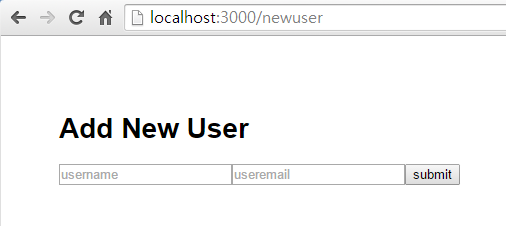 localhost:3000/newuser
Add New User
username useremail submit